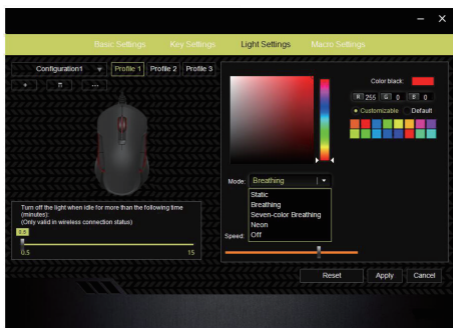 Basic Settings Key Settings Light Settings Macro Settings
Configuration1 Profile 1 Profile 2 Profile 3
Color black:
R 255 G 0 B 0
Customizable Default
Mode: Breathing
Static
Breathing
Seven-color Breathing
Neon
Off
Speed:
Turn off the light when idle for more than the following time
(minutes):
(Only valid in wireless connection status)
0.5
0.5 15
Reset Apply Cancel